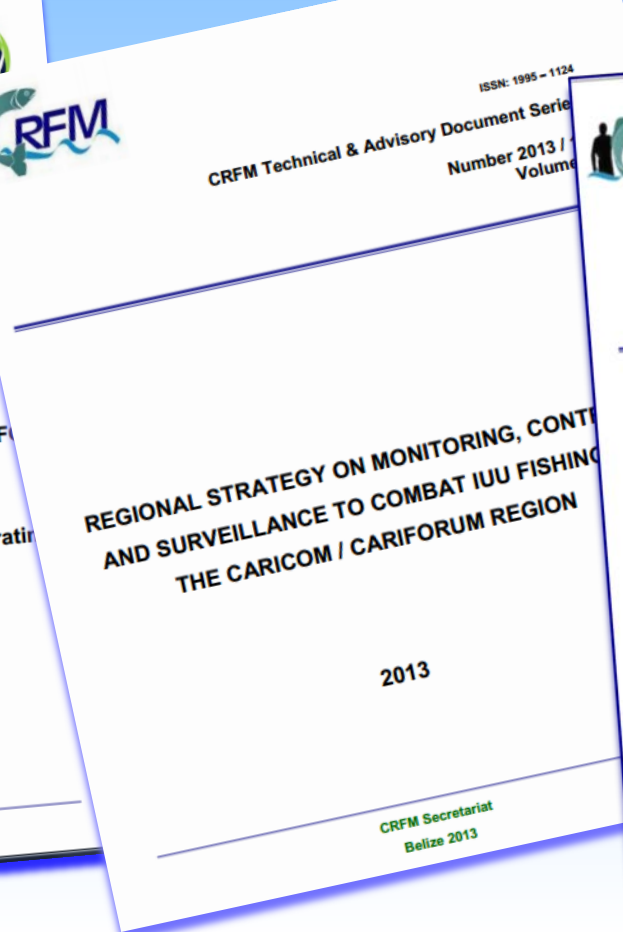 RFM
ISSN: 1995 – 1124
CRFM Technical & Advisory Document Serie
Number 2013 /
Volume
REGIONAL STRATEGY ON MONITORING, CONT
AND SURVEILLANCE TO COMBAT IUU FISHING
THE CARICOM / CARIFORUM REGION
2013
CRFM Secretariat
Belize 2013